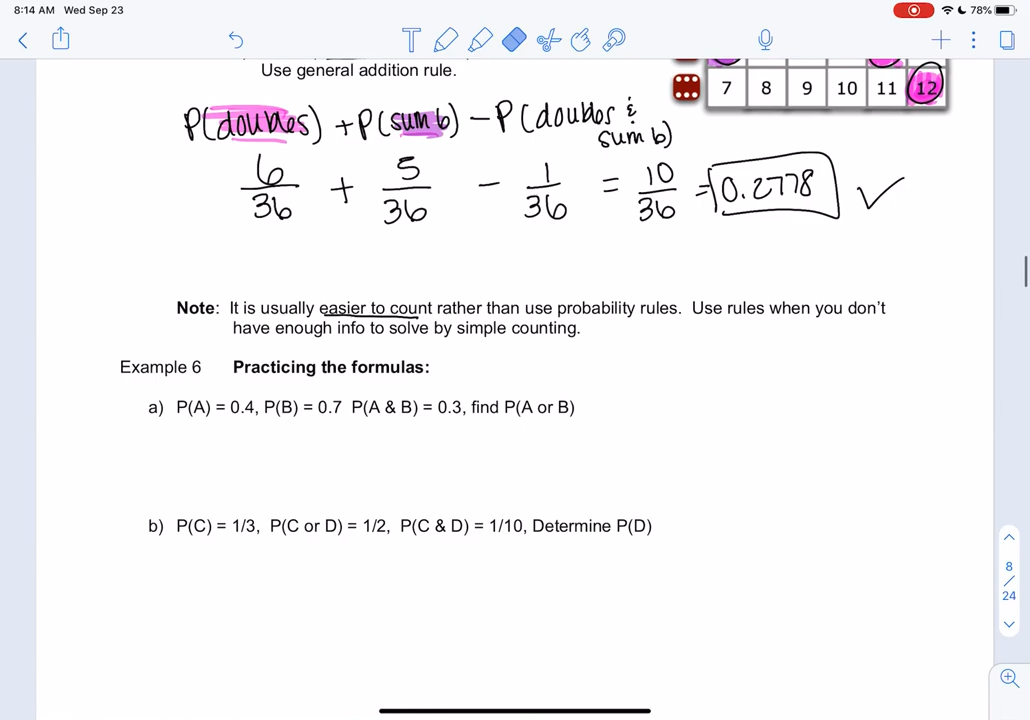 8:14 AM Wed Sep 23
78%
Use general addition rule.
7 8 9 10 11 12
P(doubles) + P(sum 6) - P(doubles &
sum 6)
6/36 + 5/36 - 1/36 = 10/36 = 0.2778 ✓
Note: It is usually easier to count rather than use probability rules. Use rules when you don't
have enough info to solve by simple counting.
Example 6 Practicing the formulas:
a) P(A) = 0.4, P(B) = 0.7 P(A & B) = 0.3, find P(A or B)
b) P(C) = 1/3, P(C or D) = 1/2, P(C & D) = 1/10, Determine P(D)
8
/
24